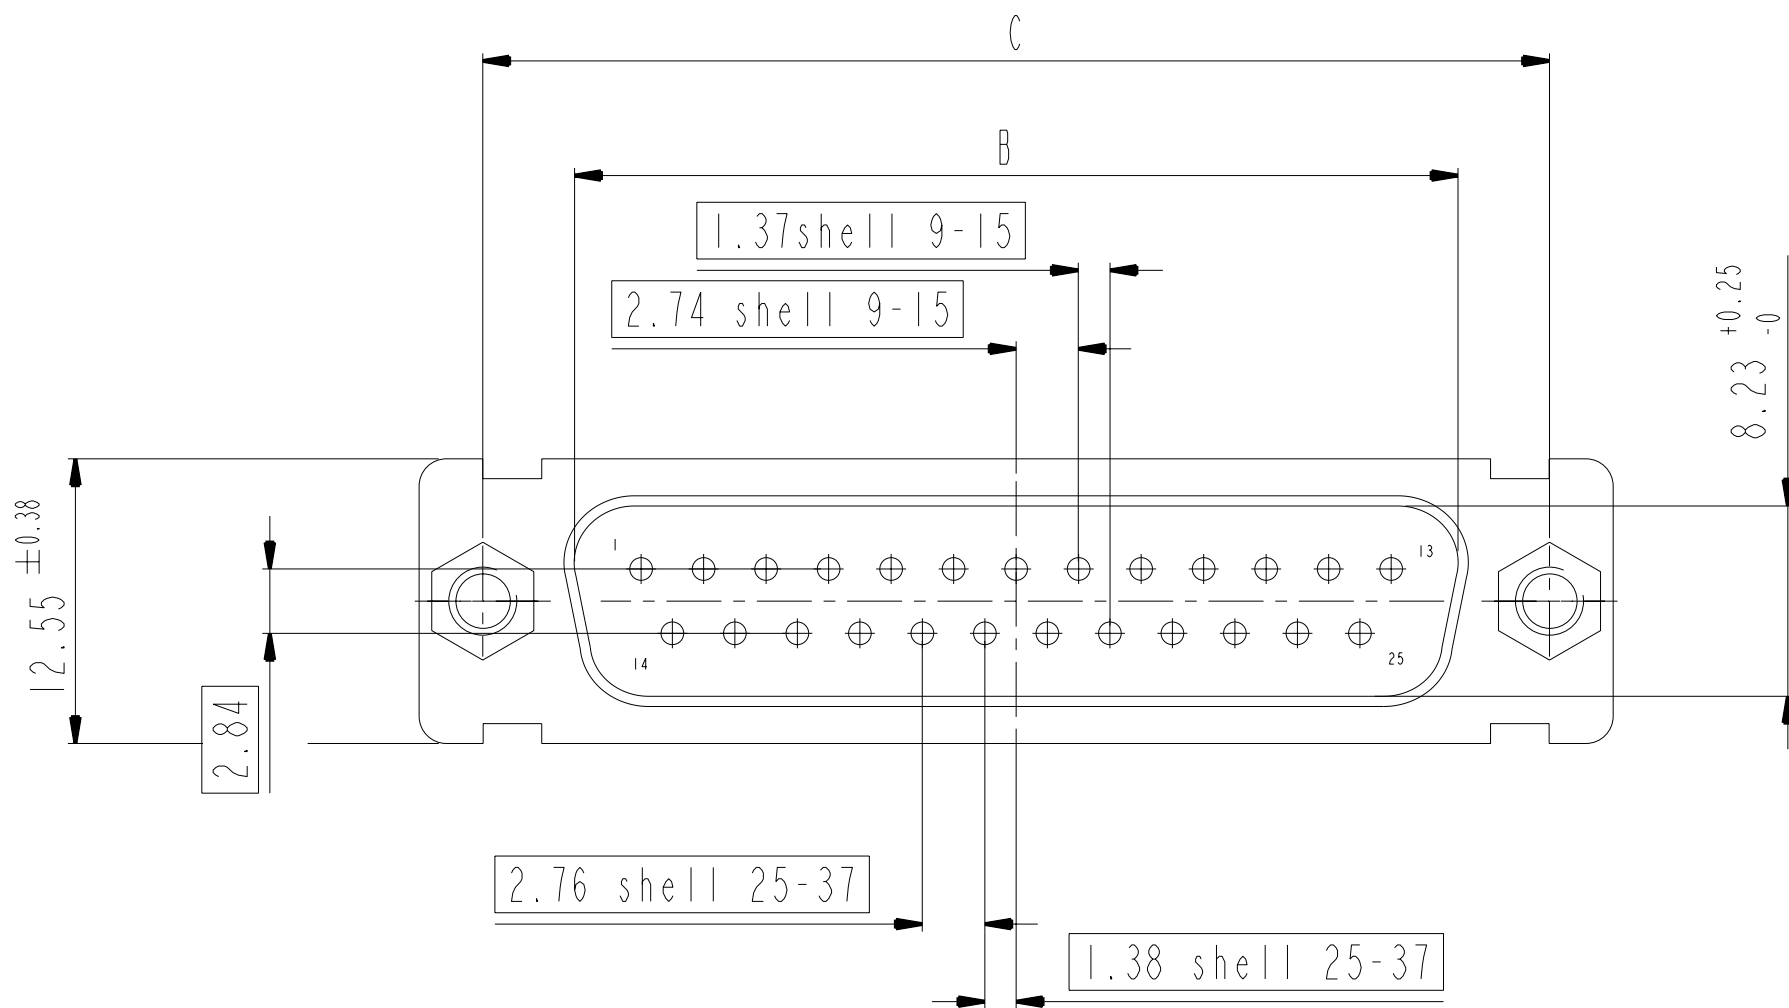 C
B
1.37shell 9-15
2.74 shell 9-15
8.23 +0.25 -0
12.55 ±0.38
1
13
14
25
2.84
2.76 shell 25-37
1.38 shell 25-37